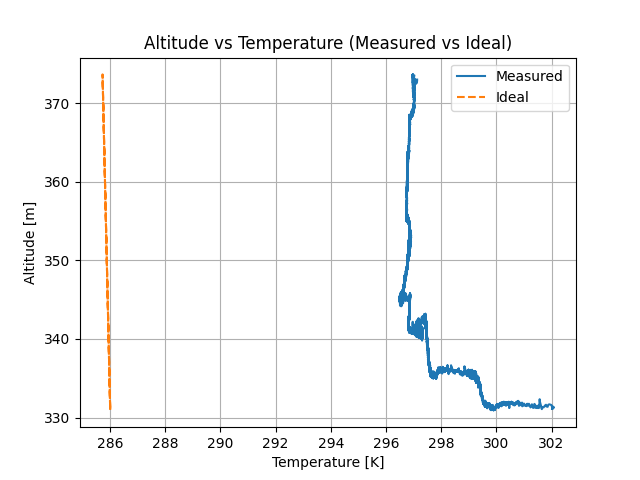 Altitude vs Temperature (Measured vs Ideal)
Measured
Ideal
370
360
350
340
330
Altitude [m]
286 288 290 292 294 296 298 300 302
Temperature [K]